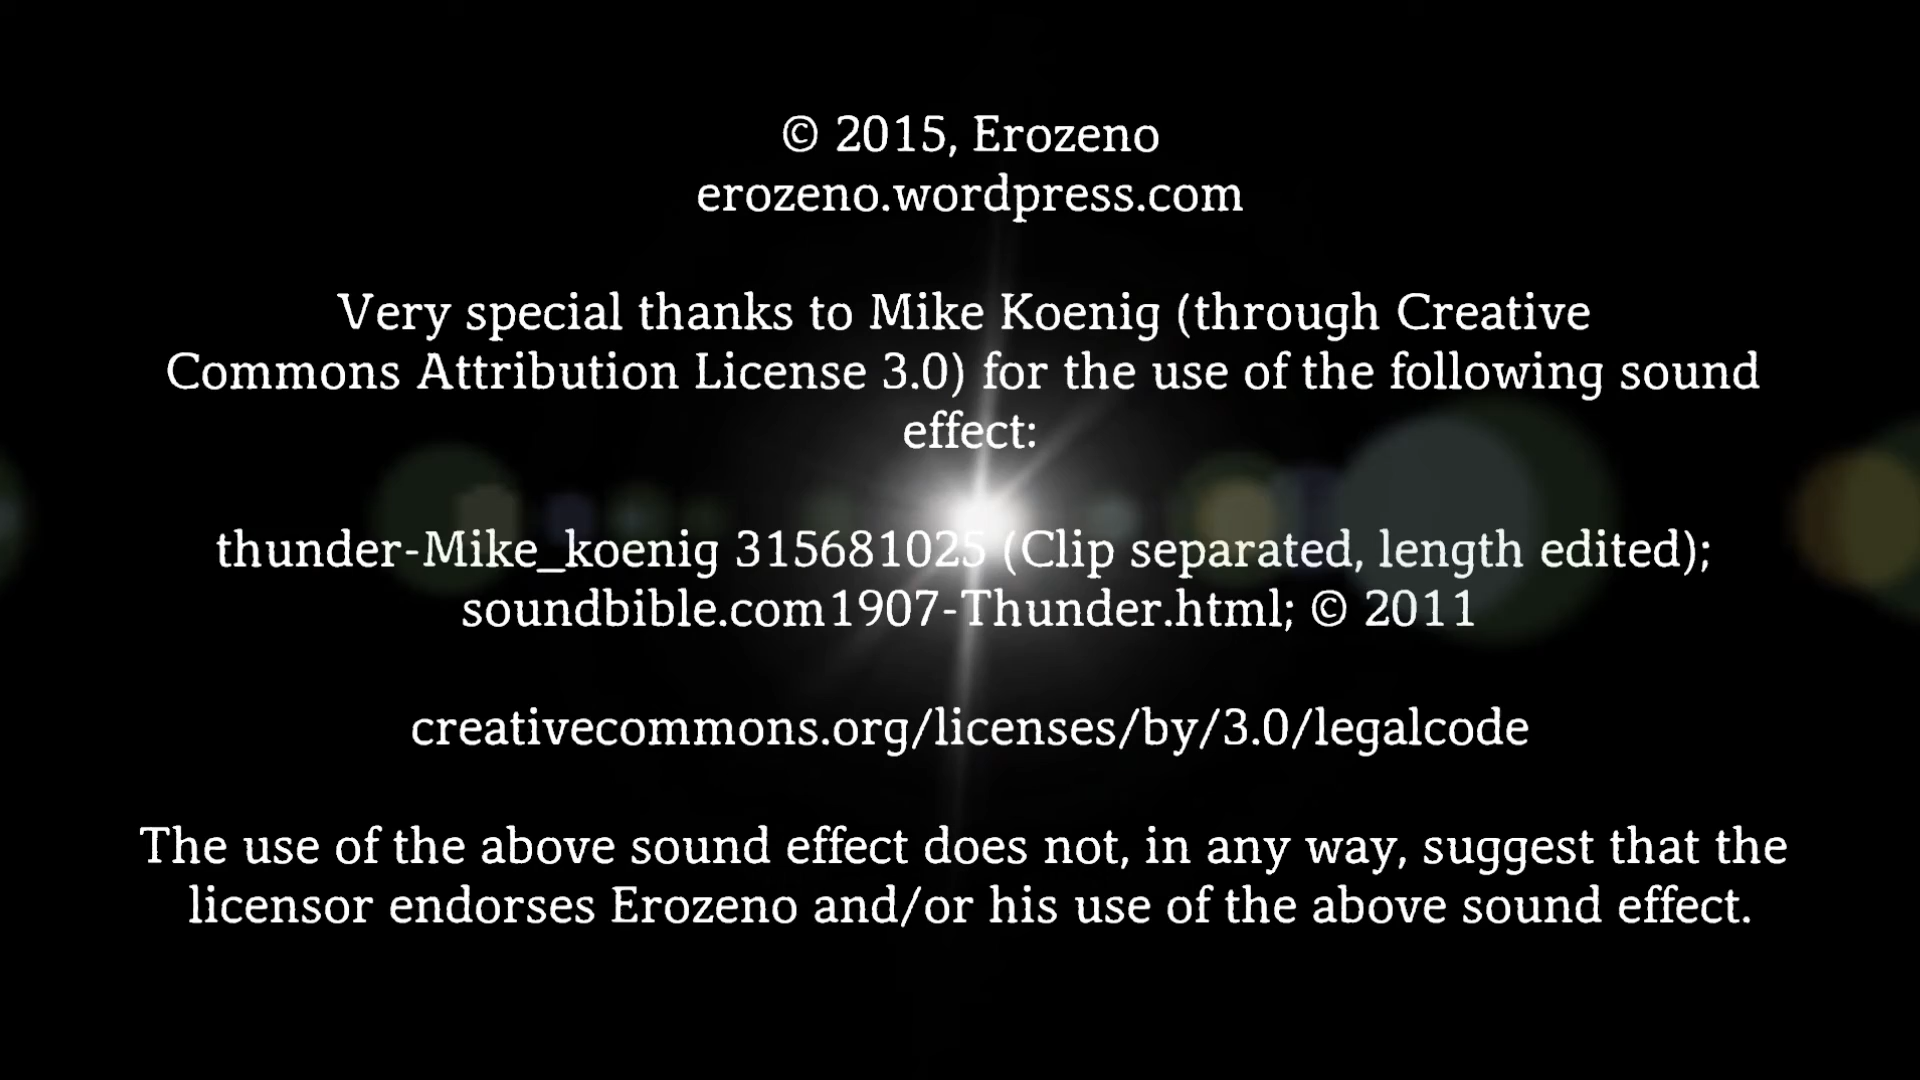 © 2015, Erozeno
erozeno.wordpress.com
Very special thanks to Mike Koenig (through Creative
Commons Attribution License 3.0) for the use of the following sound
effect:
thunder-Mike_koenig 315681025 (Clip separated, length edited);
soundbible.com1907-Thunder.html; © 2011
creativecommons.org/licenses/by/3.0/legalcode
The use of the above sound effect does not, in any way, suggest that the
licensor endorses Erozeno and/or his use of the above sound effect.